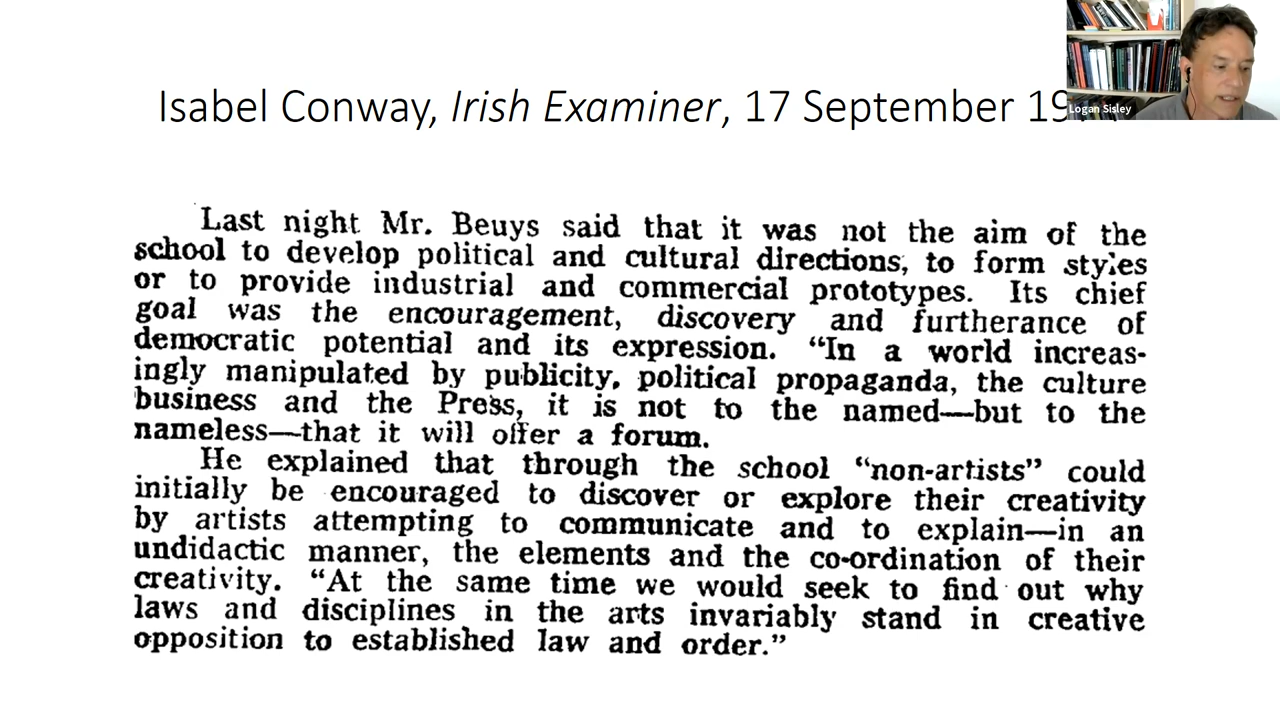 Isabel Conway, Irish Examiner, 17 September
Logan Sisley
Last night Mr. Beuys said that it was not the aim of the
school to develop political and cultural directions, to form styles
or to provide industrial and commercial prototypes. Its chief
goal was the encouragement, discovery and furtherance of
democratic potential and its expression. “In a world increas-
ingly manipulated by publicity, political propaganda, the culture
business and the Press, it is not to the named—but to the
nameless—that it will offer a forum.
He explained that through the school “non-artists” could
initially be encouraged to discover or explore their creativity
by artists attempting to communicate and to explain—in an
undidactic manner, the elements and the co-ordination of their
creativity. “At the same time we would seek to find out why
laws and disciplines in the arts invariably stand in creative
opposition to established law and order.”